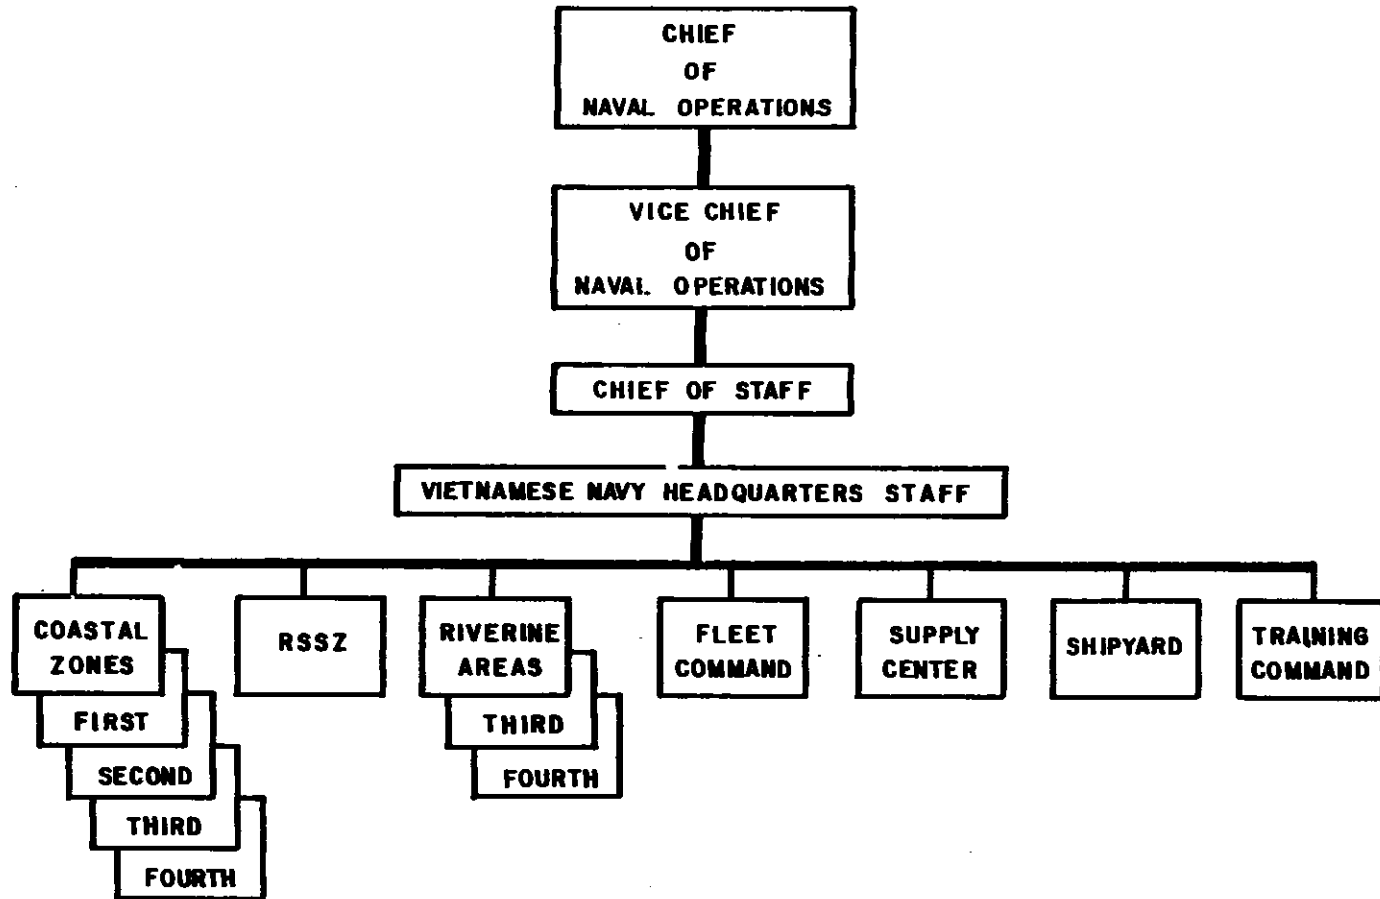 CHIEF
OF
NAVAL OPERATIONS
VICE CHIEF
OF
NAVAL OPERATIONS
CHIEF OF STAFF
VIETNAMESE NAVY HEADQUARTERS STAFF
COASTAL
ZONES
FIRST
SECOND
THIRD
FOURTH
RSSZ
RIVERINE
AREAS
THIRD
FOURTH
FLEET
COMMAND
SUPPLY
CENTER
SHIPYARD
TRAINING
COMMAND